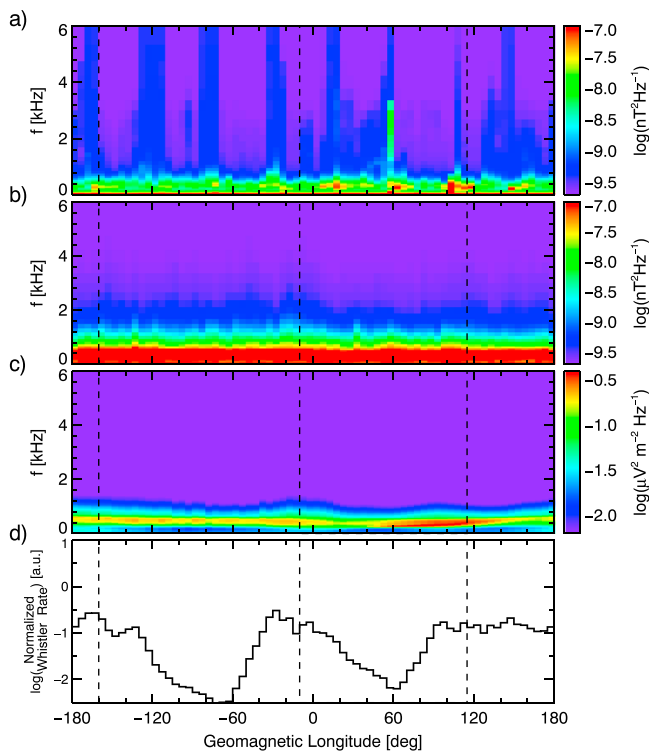 a)
6
4
2
0
f [kHz]
−7.0
−7.5
−8.0
−8.5
−9.0
−9.5
log(nT²Hz⁻¹)
b)
6
4
2
0
f [kHz]
−7.0
−7.5
−8.0
−8.5
−9.0
−9.5
log(nT²Hz⁻¹)
c)
6
4
2
0
f [kHz]
−0.5
−1.0
−1.5
−2.0
log(μV² m⁻² Hz⁻¹)
d)
1
0
−1
−2
log(Normalized Whistler Rate) [a.u.]
−180 −120 −60 0 60 120 180
Geomagnetic Longitude [deg]